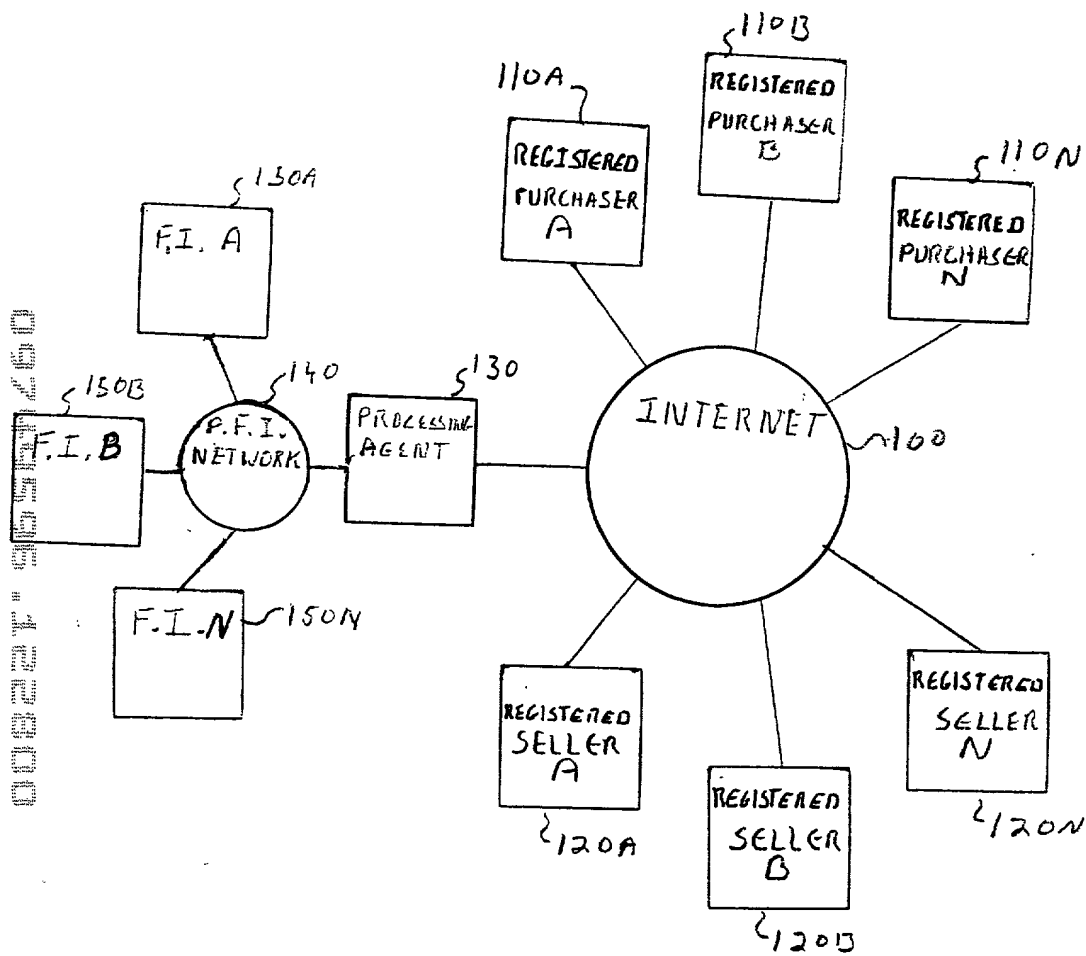 110B
110A
REGISTERED
PURCHASER
B
110N
REGISTERED
PURCHASER
A
REGISTERED
PURCHASER
N
150A
F.I. A
150B
F.I. B
140
P.F.I.
NETWORK
130
PROCESSING
AGENT
INTERNET
100
F.I. N
150N
REGISTERED
SELLER
A
120A
REGISTERED
SELLER
B
120B
REGISTERED
SELLER
N
120N